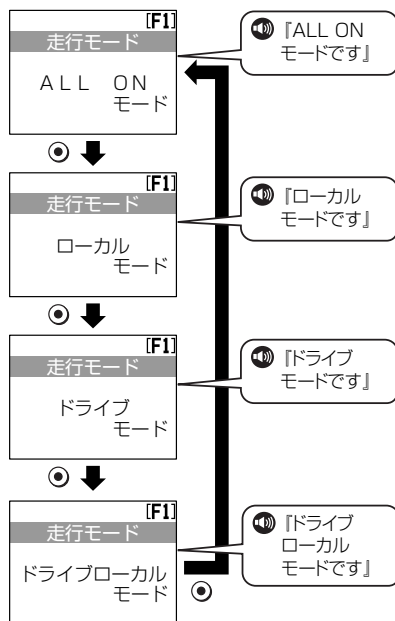 [F1]
走行モード
ＡＬＬ　ＯＮ
モード
『ALL ON
モードです』
[F1]
走行モード
ローカル
モード
『ローカル
モードです』
[F1]
走行モード
ドライブ
モード
『ドライブ
モードです』
[F1]
走行モード
ドライブローカル
モード
『ドライブ
ローカル
モードです』